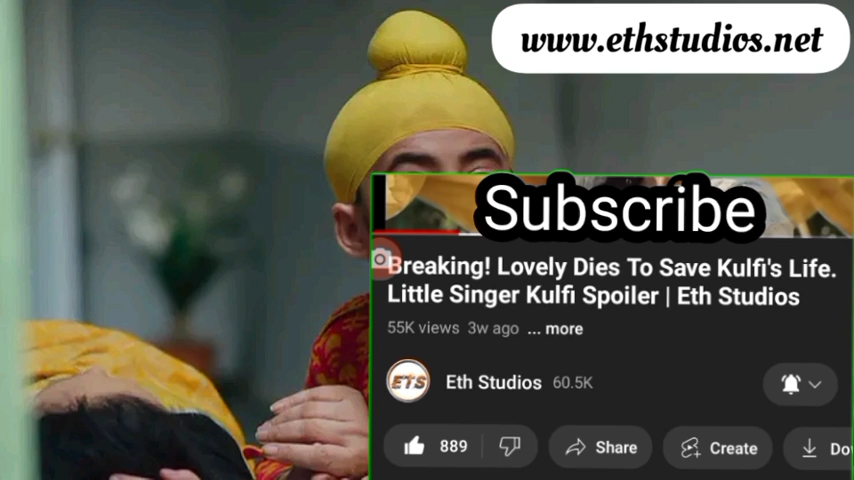 www.ethstudios.net
Subscribe
Breaking! Lovely Dies To Save Kulfi's Life.
Little Singer Kulfi Spoiler | Eth Studios
55K views 3w ago ... more
ETS Eth Studios 60.5K
889 Share Create Do